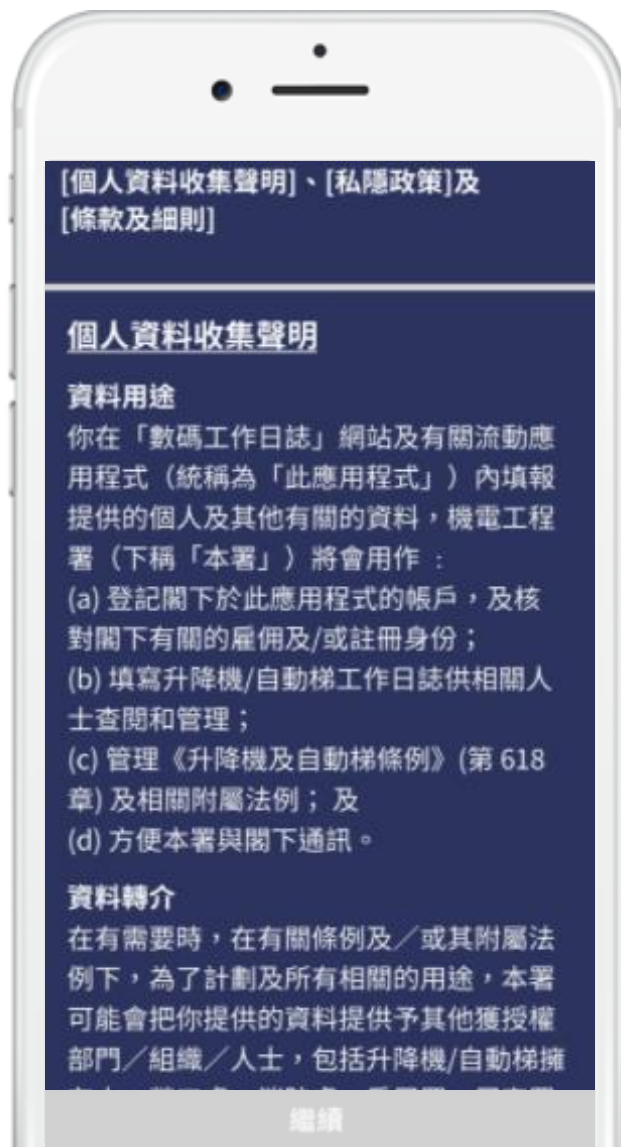 [個人資料收集聲明]、[私隱政策]及
[條款及細則]
個人資料收集聲明
資料用途
你在「數碼工作日誌」網站及有關流動應
用程式（統稱為「此應用程式」）內填報
提供的個人及其他有關的資料，機電工程
署（下稱「本署」）將會用作 ：
(a) 登記閣下於此應用程式的帳戶，及核
對閣下有關的雇佣及/或註冊身份；
(b) 填寫升降機/自動梯工作日誌供相關人
士查閱和管理；
(c) 管理《升降機及自動梯條例》(第 618
章) 及相關附屬法例； 及
(d) 方便本署與閣下通訊。
資料轉介
在有需要時，在有關條例及／或其附屬法
例下，為了計劃及所有相關的用途，本署
可能會把你提供的資料提供予其他獲授權
部門／組織／人士，包括升降機/自動梯擁
繼續